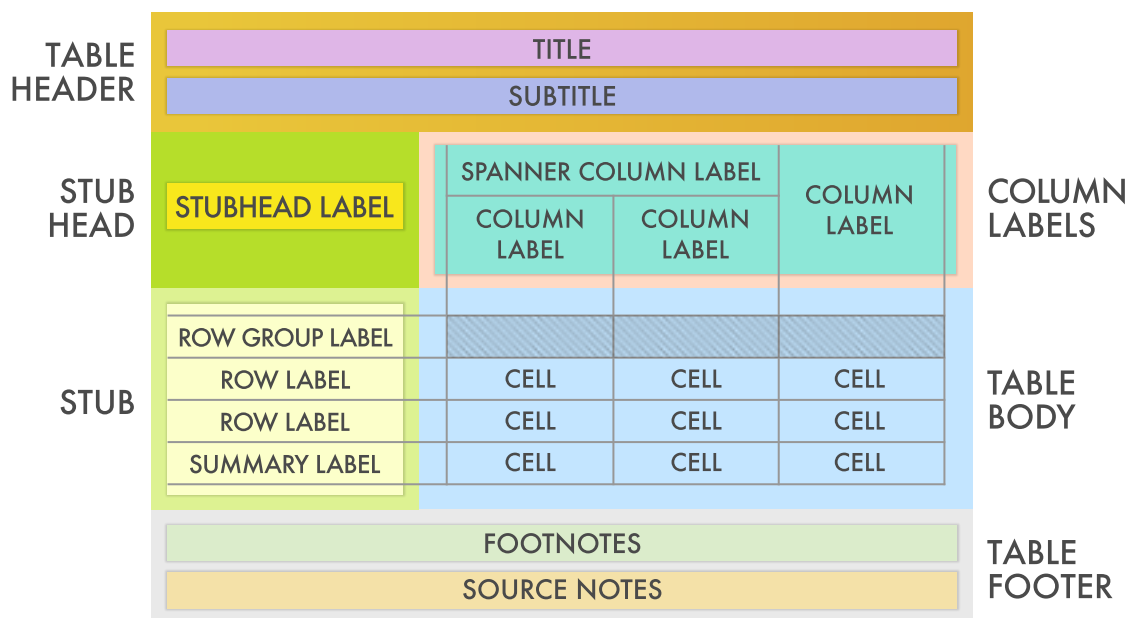 TABLE
HEADER
TITLE
SUBTITLE
STUB
HEAD
STUBHEAD LABEL
SPANNER COLUMN LABEL
COLUMN
LABEL
COLUMN
LABEL
COLUMN
LABEL
COLUMN
LABELS
STUB
ROW GROUP LABEL
ROW LABEL CELL CELL CELL
ROW LABEL CELL CELL CELL
SUMMARY LABEL CELL CELL CELL
TABLE
BODY
FOOTNOTES
SOURCE NOTES
TABLE
FOOTER